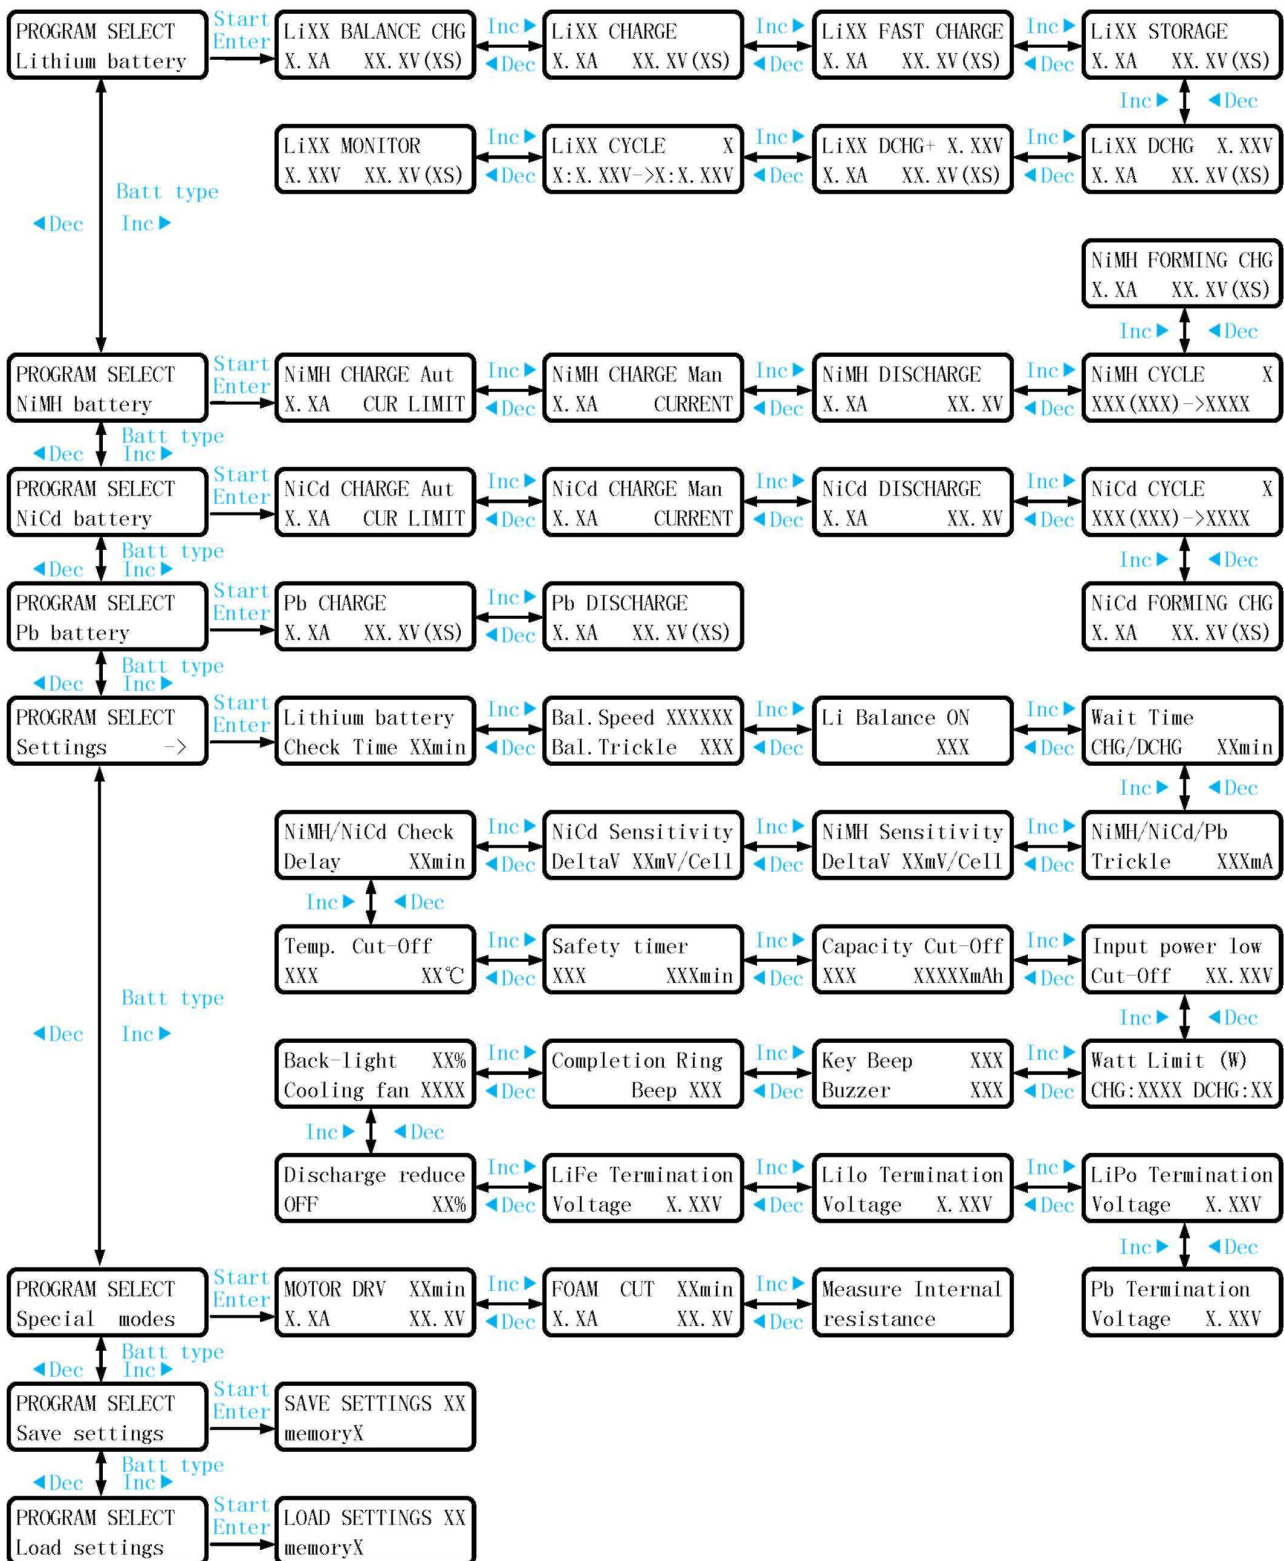 PROGRAM SELECT
Lithium battery
Start
Enter
LiXX BALANCE CHG
X.XA XX.XV(XS)
Inc▶
◀Dec
LiXX CHARGE
X.XA XX.XV(XS)
Inc▶
◀Dec
LiXX FAST CHARGE
X.XA XX.XV(XS)
Inc▶
◀Dec
LiXX STORAGE
X.XA XX.XV(XS)
Inc▶ ◀Dec
LiXX MONITOR
X.XXV XX.XV(XS)
Inc▶
◀Dec
LiXX CYCLE X
X:X.XXV->X:X.XXV
Inc▶
◀Dec
LiXX DCHG+ X.XXV
X.XA XX.XV(XS)
Inc▶
◀Dec
LiXX DCHG X.XXV
X.XA XX.XV(XS)
Batt type
◀Dec Inc▶
NiMH FORMING CHG
X.XA XX.XV(XS)
Inc▶ ◀Dec
PROGRAM SELECT
NiMH battery
Start
Enter
NiMH CHARGE Aut
X.XA CUR LIMIT
Inc▶
◀Dec
NiMH CHARGE Man
X.XA CURRENT
Inc▶
◀Dec
NiMH DISCHARGE
X.XA XX.XV
Inc▶
◀Dec
NiMH CYCLE X
XXX(XXX)->XXXX
Batt type
◀Dec Inc▶
PROGRAM SELECT
NiCd battery
Start
Enter
NiCd CHARGE Aut
X.XA CUR LIMIT
Inc▶
◀Dec
NiCd CHARGE Man
X.XA CURRENT
Inc▶
◀Dec
NiCd DISCHARGE
X.XA XX.XV
Inc▶
◀Dec
NiCd CYCLE X
XXX(XXX)->XXXX
Batt type
◀Dec Inc▶
Inc▶ ◀Dec
PROGRAM SELECT
Pb battery
Start
Enter
Pb CHARGE
X.XA XX.XV(XS)
Inc▶
◀Dec
Pb DISCHARGE
X.XA XX.XV(XS)
NiCd FORMING CHG
X.XA XX.XV(XS)
Batt type
◀Dec Inc▶
PROGRAM SELECT
Settings ->
Start
Enter
Lithium battery
Check Time XXmin
Inc▶
◀Dec
Bal.Speed XXXXXX
Bal.Trickle XXX
Inc▶
◀Dec
Li Balance ON
XXX
Inc▶
◀Dec
Wait Time
CHG/DCHG XXmin
Inc▶ ◀Dec
NiMH/NiCd Check
Delay XXmin
Inc▶
◀Dec
NiCd Sensitivity
DeltaV XXmV/Cell
Inc▶
◀Dec
NiMH Sensitivity
DeltaV XXmV/Cell
Inc▶
◀Dec
NiMH/NiCd/Pb
Trickle XXXmA
Inc▶ ◀Dec
Temp. Cut-Off
XXX XX℃
Inc▶
◀Dec
Safety timer
XXX XXXmin
Inc▶
◀Dec
Capacity Cut-Off
XXX XXXXXmAh
Inc▶
◀Dec
Input power low
Cut-Off XX.XXV
Batt type
◀Dec Inc▶
Inc▶ ◀Dec
Back-light XX%
Cooling fan XXXX
Inc▶
◀Dec
Completion Ring
Beep XXX
Inc▶
◀Dec
Key Beep XXX
Buzzer XXX
Inc▶
◀Dec
Watt Limit (W)
CHG:XXXX DCHG:XX
Inc▶ ◀Dec
Discharge reduce
OFF XX%
Inc▶
◀Dec
LiFe Termination
Voltage X.XXV
Inc▶
◀Dec
LiIo Termination
Voltage X.XXV
Inc▶
◀Dec
LiPo Termination
Voltage X.XXV
Inc▶ ◀Dec
PROGRAM SELECT
Special modes
Start
Enter
MOTOR DRV XXmin
X.XA XX.XV
Inc▶
◀Dec
FOAM CUT XXmin
X.XA XX.XV
Inc▶
◀Dec
Measure Internal
resistance
Pb Termination
Voltage X.XXV
Batt type
◀Dec Inc▶
PROGRAM SELECT
Save settings
Start
Enter
SAVE SETTINGS XX
memoryX
Batt type
◀Dec Inc▶
PROGRAM SELECT
Load settings
Start
Enter
LOAD SETTINGS XX
memoryX